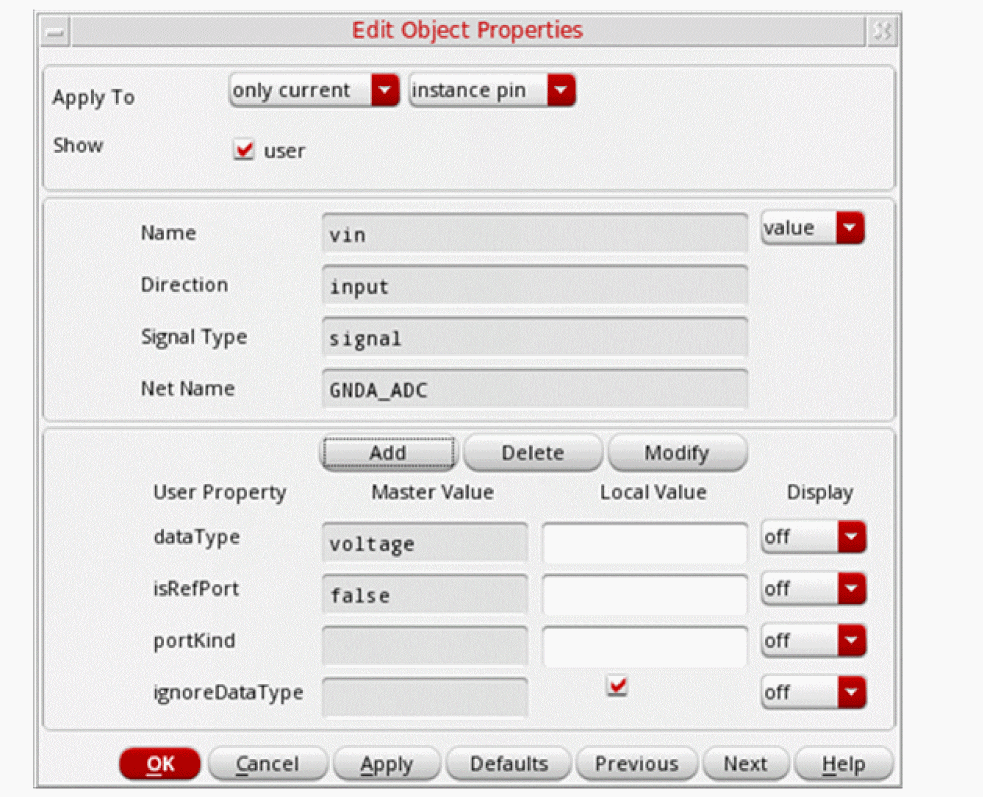 Edit Object Properties
Apply To only current instance pin
Show user
Name vin value
Direction input
Signal Type signal
Net Name GNDA_ADC
Add Delete Modify
User Property Master Value Local Value Display
dataType voltage off
isRefPort false off
portKind off
ignoreDataType off
OK Cancel Apply Defaults Previous Next Help